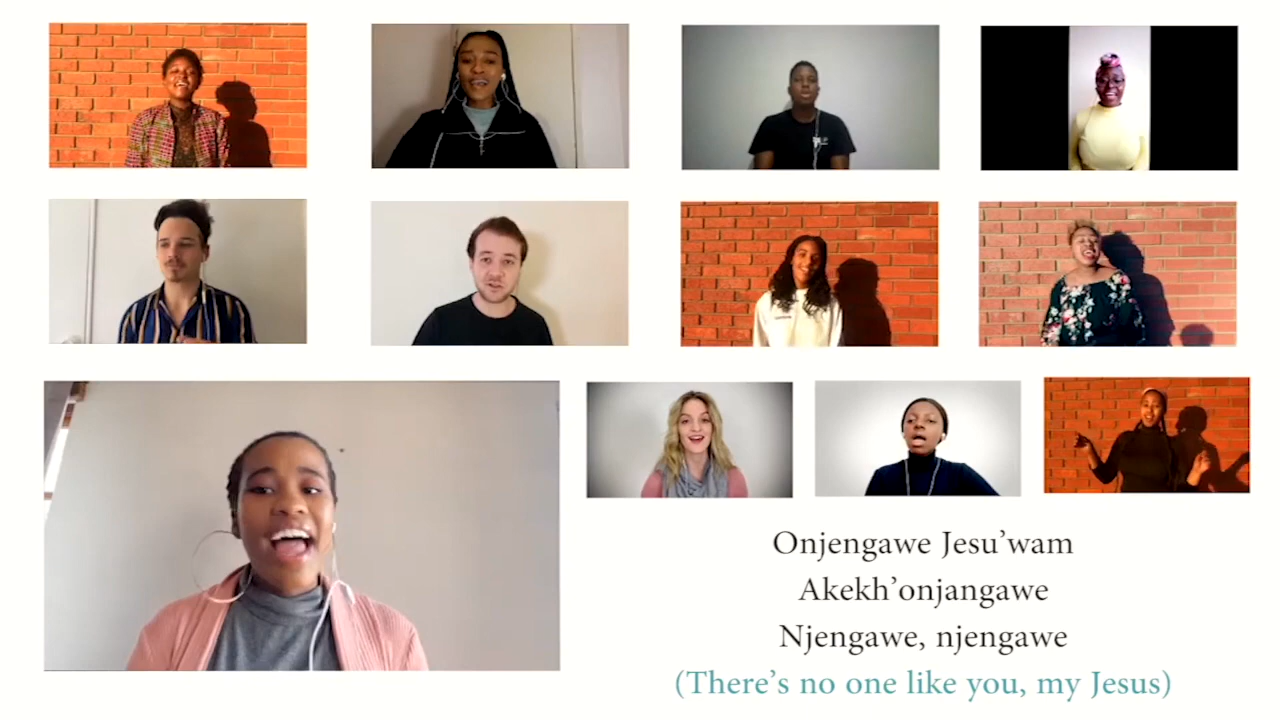 Onjengawe Jesu’wam
Akekh’onjangawe
Njengawe, njengawe
(There’s no one like you, my Jesus)